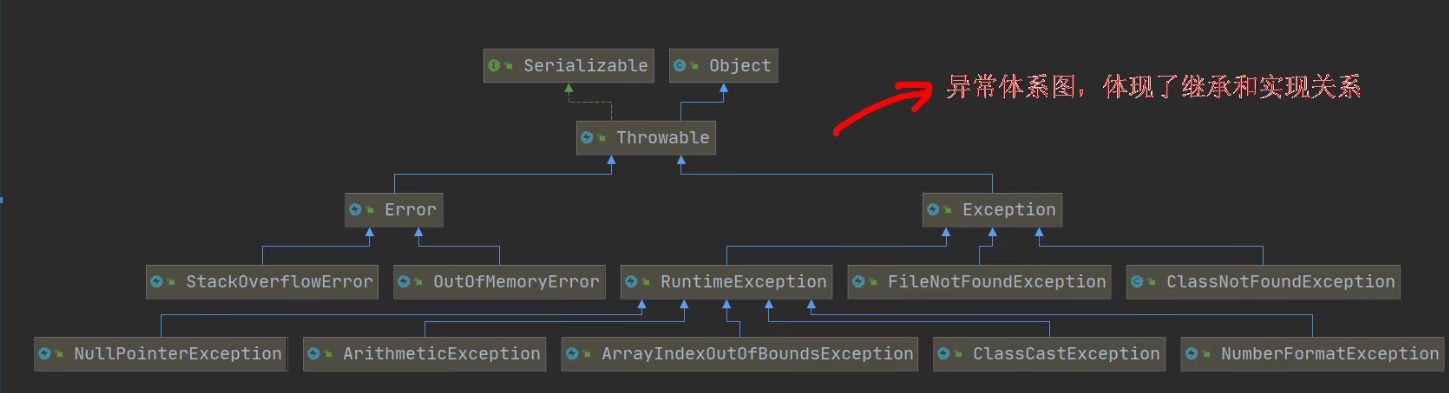 Serializable
Object
异常体系图，体现了继承和实现关系
Throwable
Error
Exception
StackOverflowError
OutOfMemoryError
RuntimeException
FileNotFoundException
ClassNotFoundException
NullPointerException
ArithmeticException
ArrayIndexOutOfBoundsException
ClassCastException
NumberFormatException